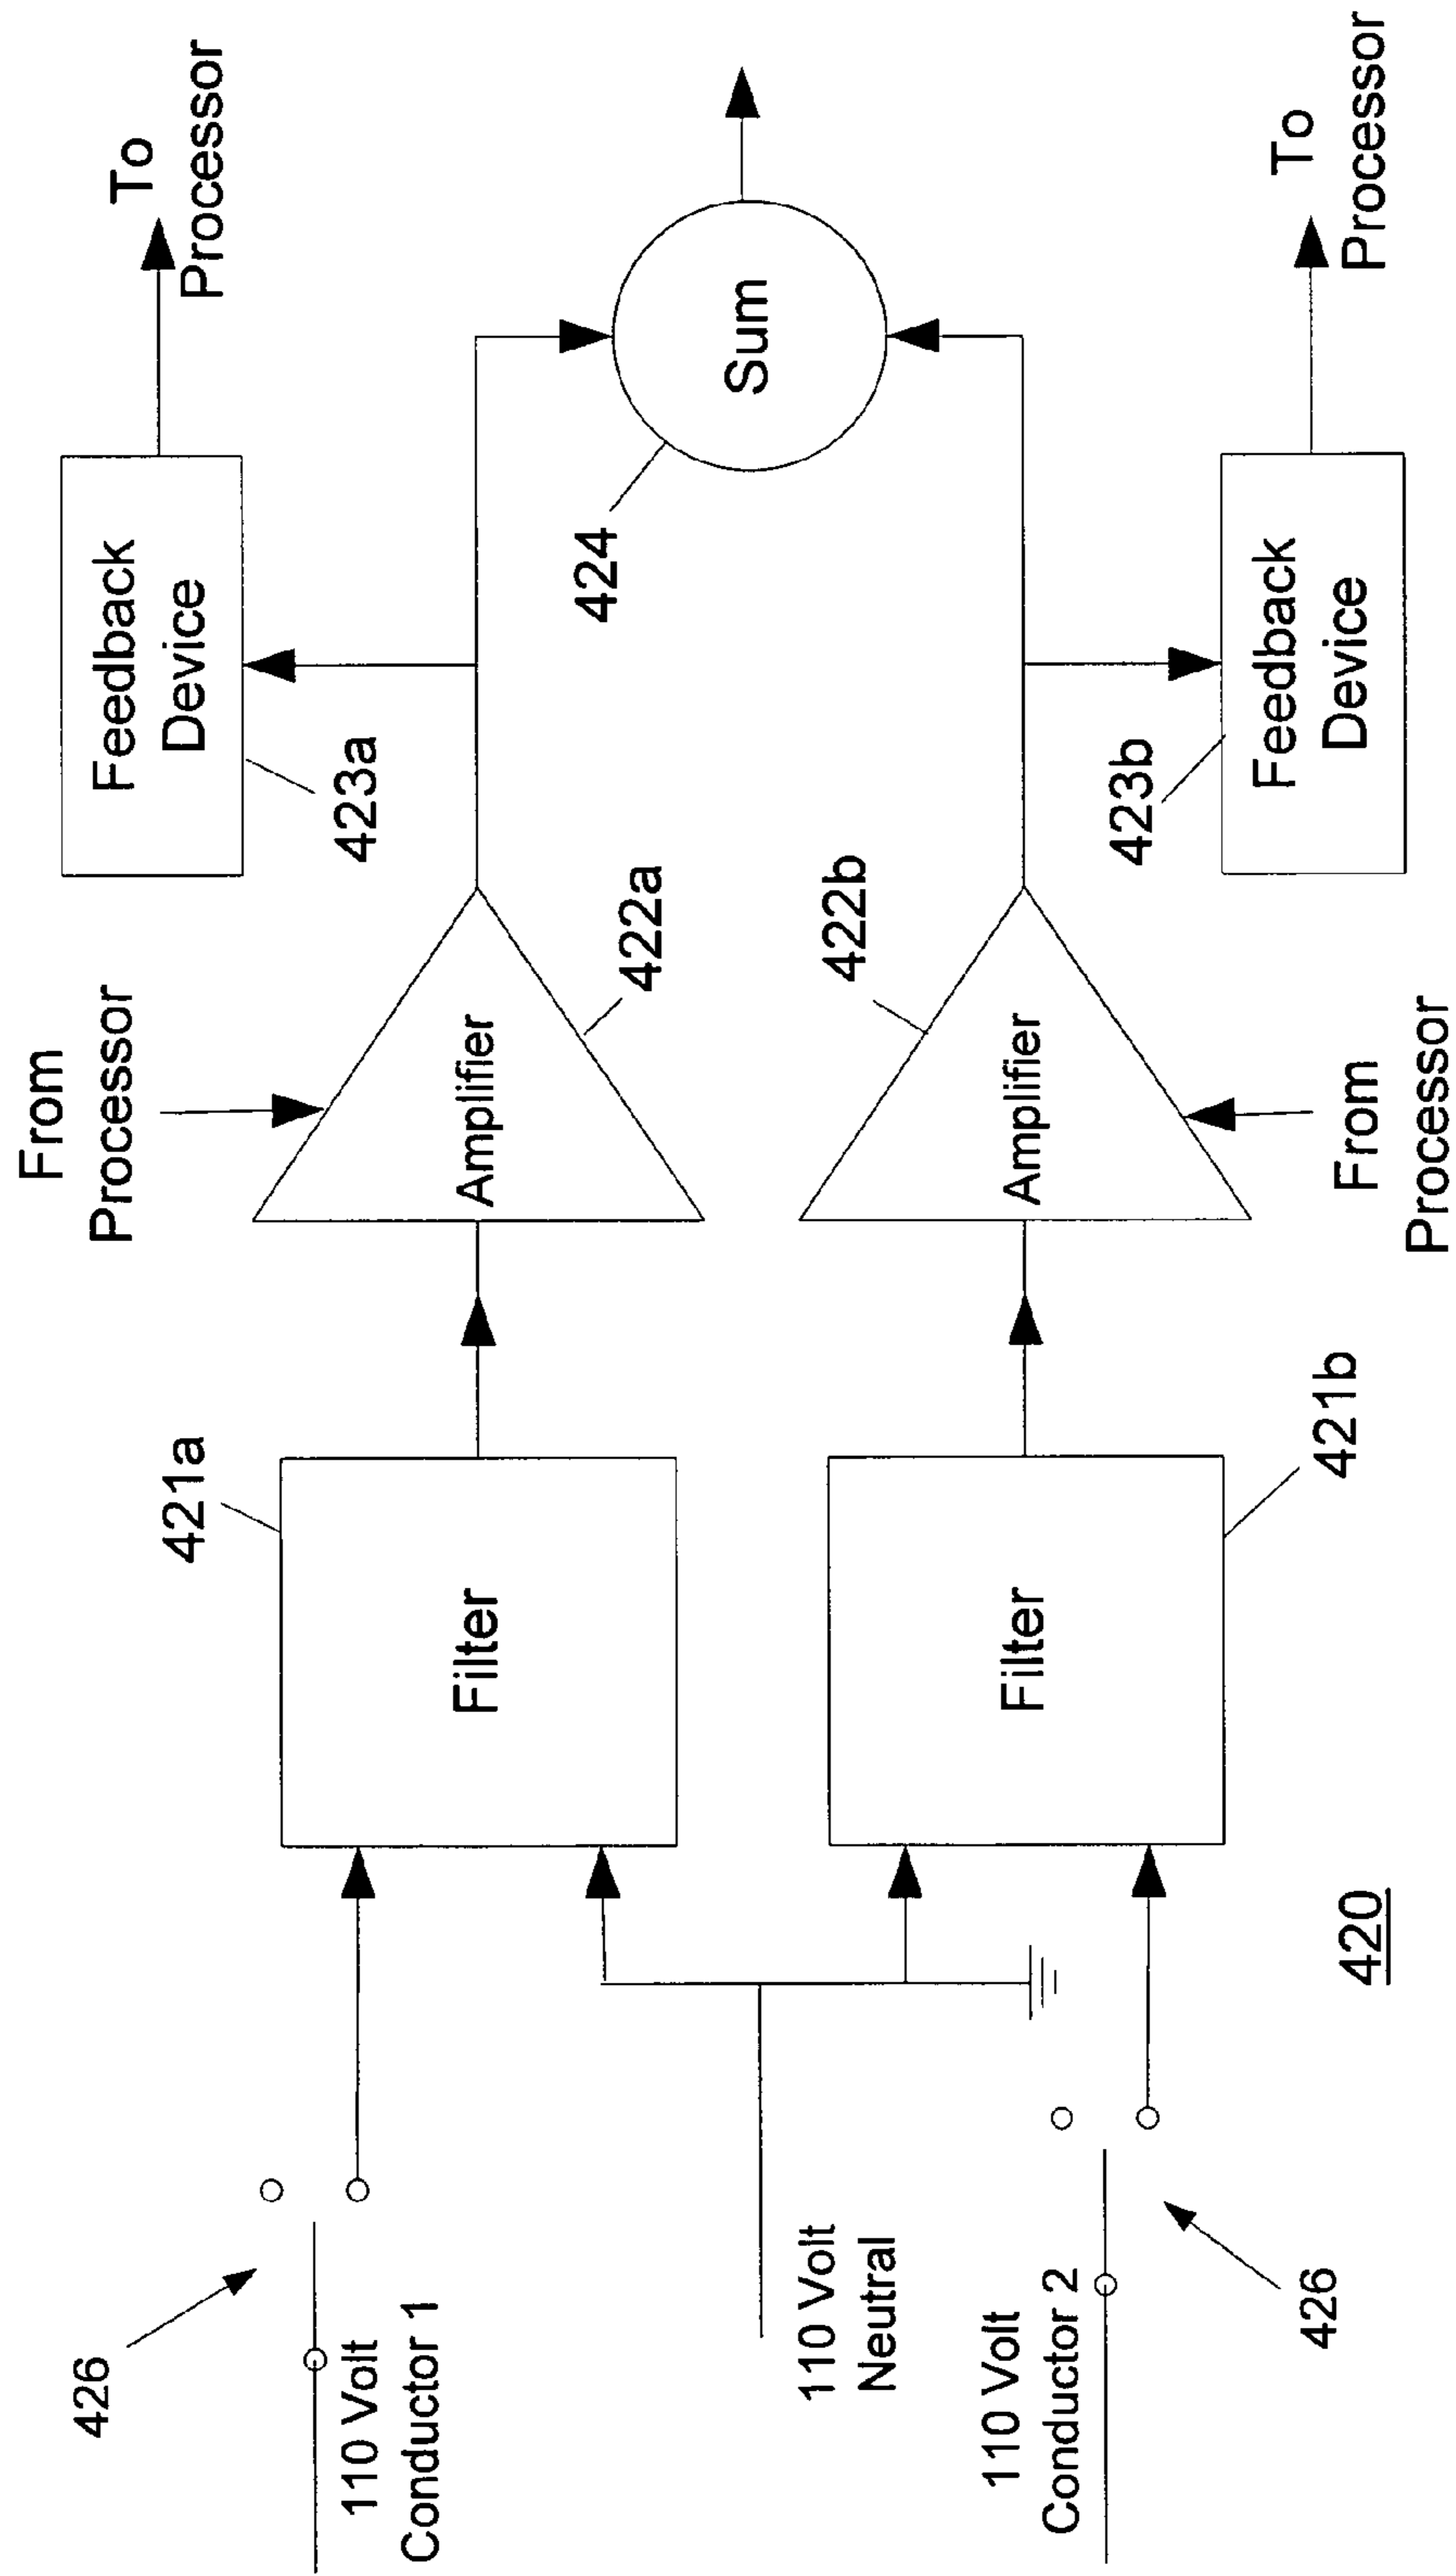 426
110 Volt
Conductor 1
421a
Filter
From
Processor
Amplifier
422a
Feedback
Device
423a
To
Processor
110 Volt
Neutral
424
Sum
110 Volt
Conductor 2
426
Filter
421b
Amplifier
422b
From
Processor
423b
Feedback
Device
To
Processor
420